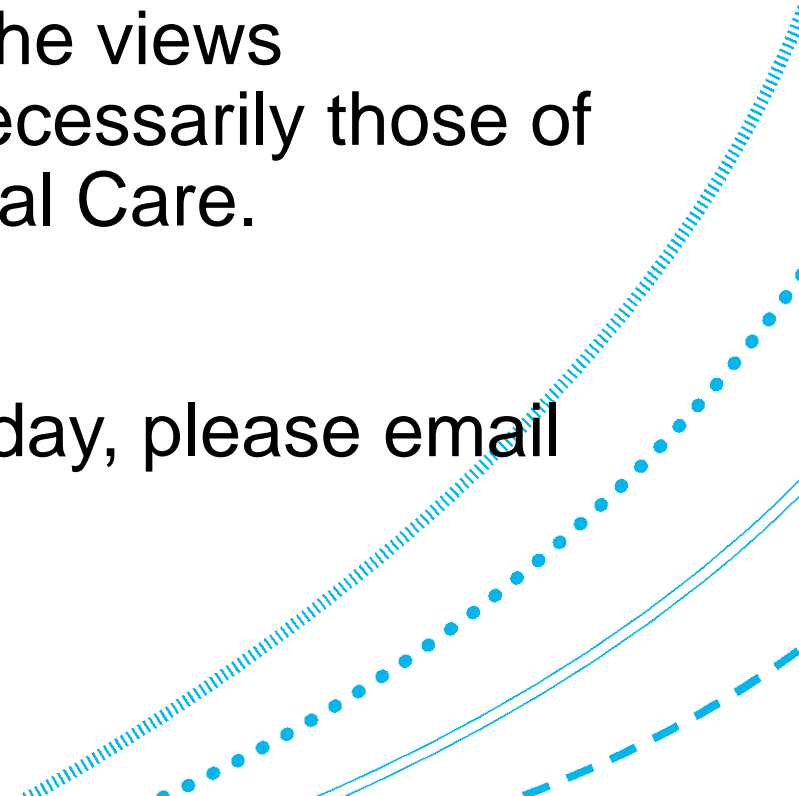 he views
ecessarily those of
al Care.
day, please email